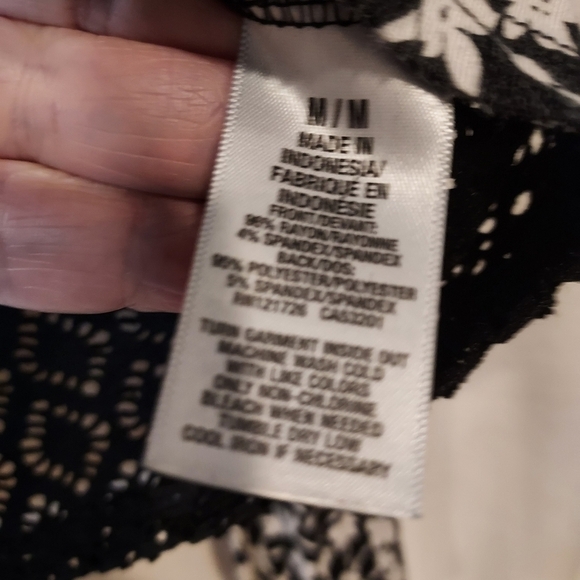 M/M
MADE IN
INDONESIA/
FABRIQUE EN
INDONÉSIE
FRONT/DEVANT:
96% RAYON/RAYONNE
4% SPANDEX/SPANDEX
BACK/DOS:
95% POLYESTER/POLYESTER
5% SPANDEX/SPANDEX
RN121726 CA53201
TURN GARMENT INSIDE OUT
MACHINE WASH COLD
WITH LIKE COLORS
ONLY NON-CHLORINE
BLEACH WHEN NEEDED
TUMBLE DRY LOW
COOL IRON IF NECESSARY